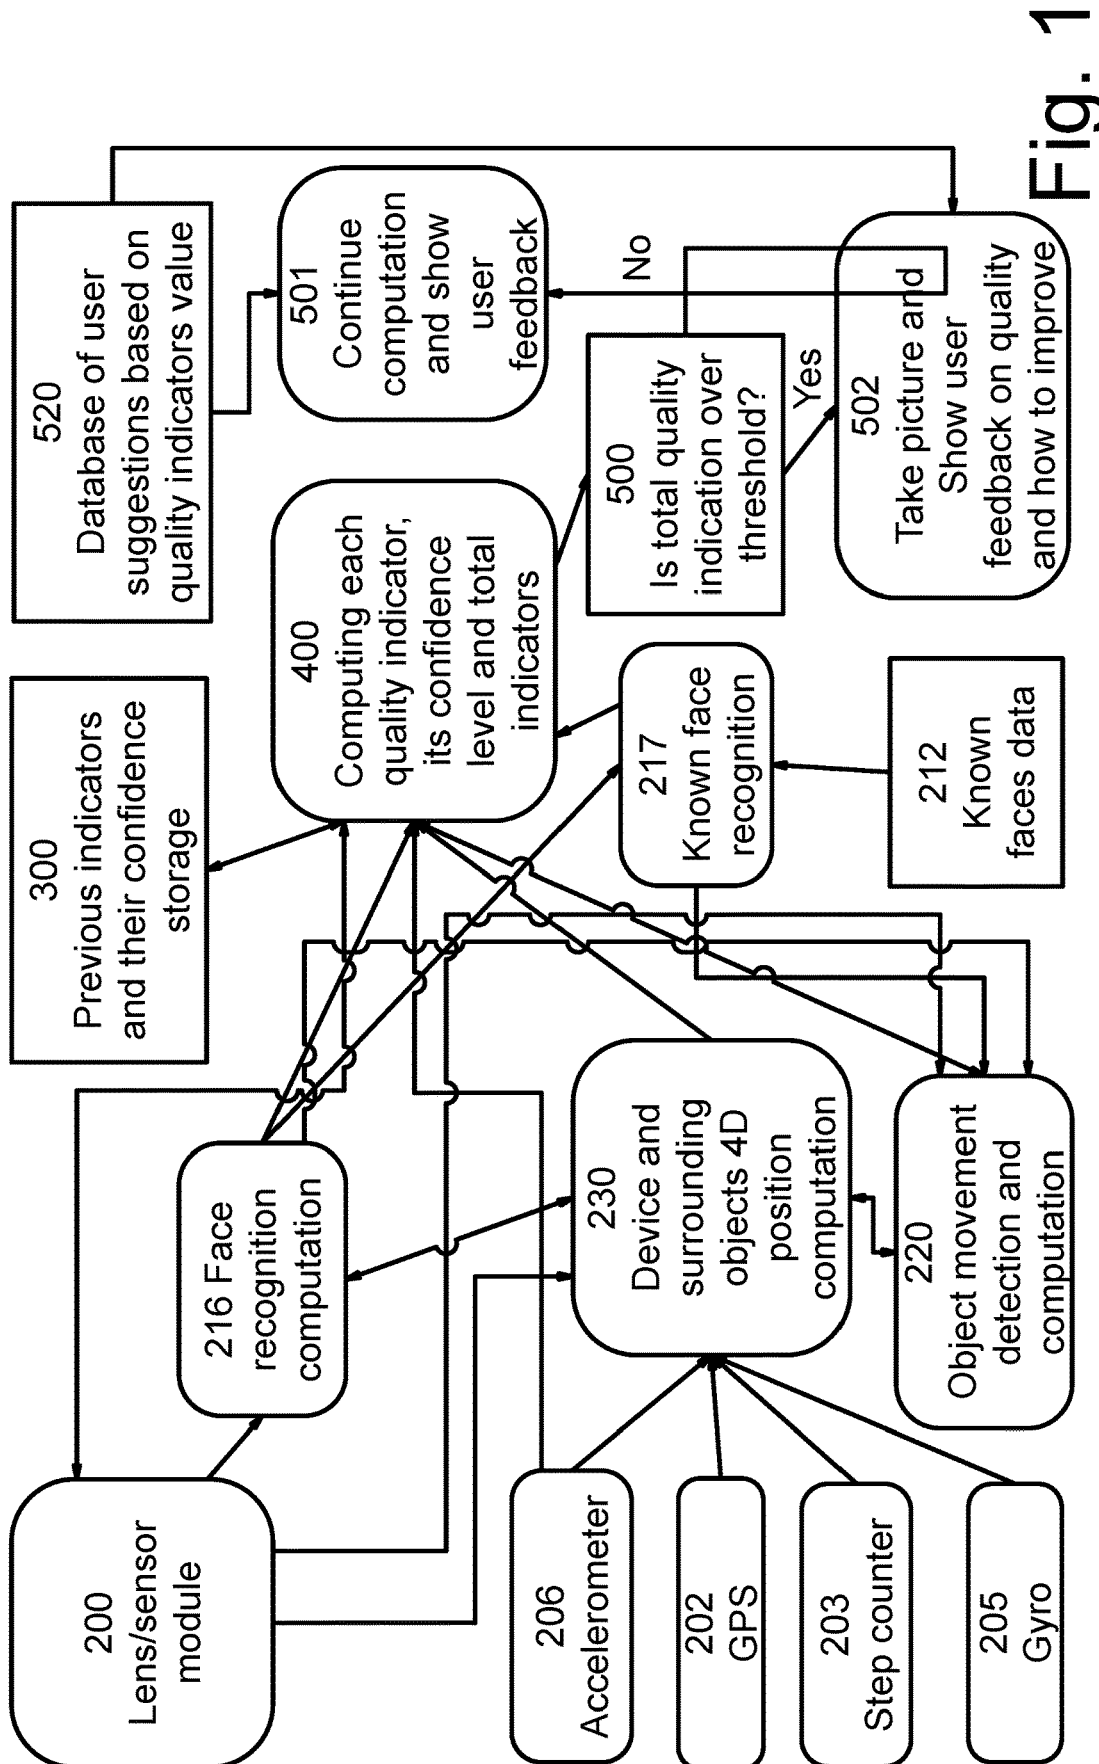 200
Lens/sensor
module
216 Face
recognition
computation
300
Previous indicators
and their confidence
storage
520
Database of user
suggestions based on
quality indicators value
400
Computing each
quality indicator,
its confidence
level and total
indicators
501
Continue
computation
and show
user
feedback
206
Accelerometer
202
GPS
203
Step counter
205
Gyro
230
Device and
surrounding
objects 4D
position
computation
220
Object movement
detection and
computation
217
Known face
recognition
212
Known
faces data
500
Is total quality
indication over
threshold?
No
Yes
502
Take picture and
Show user
feedback on quality
and how to improve
Fig. 1